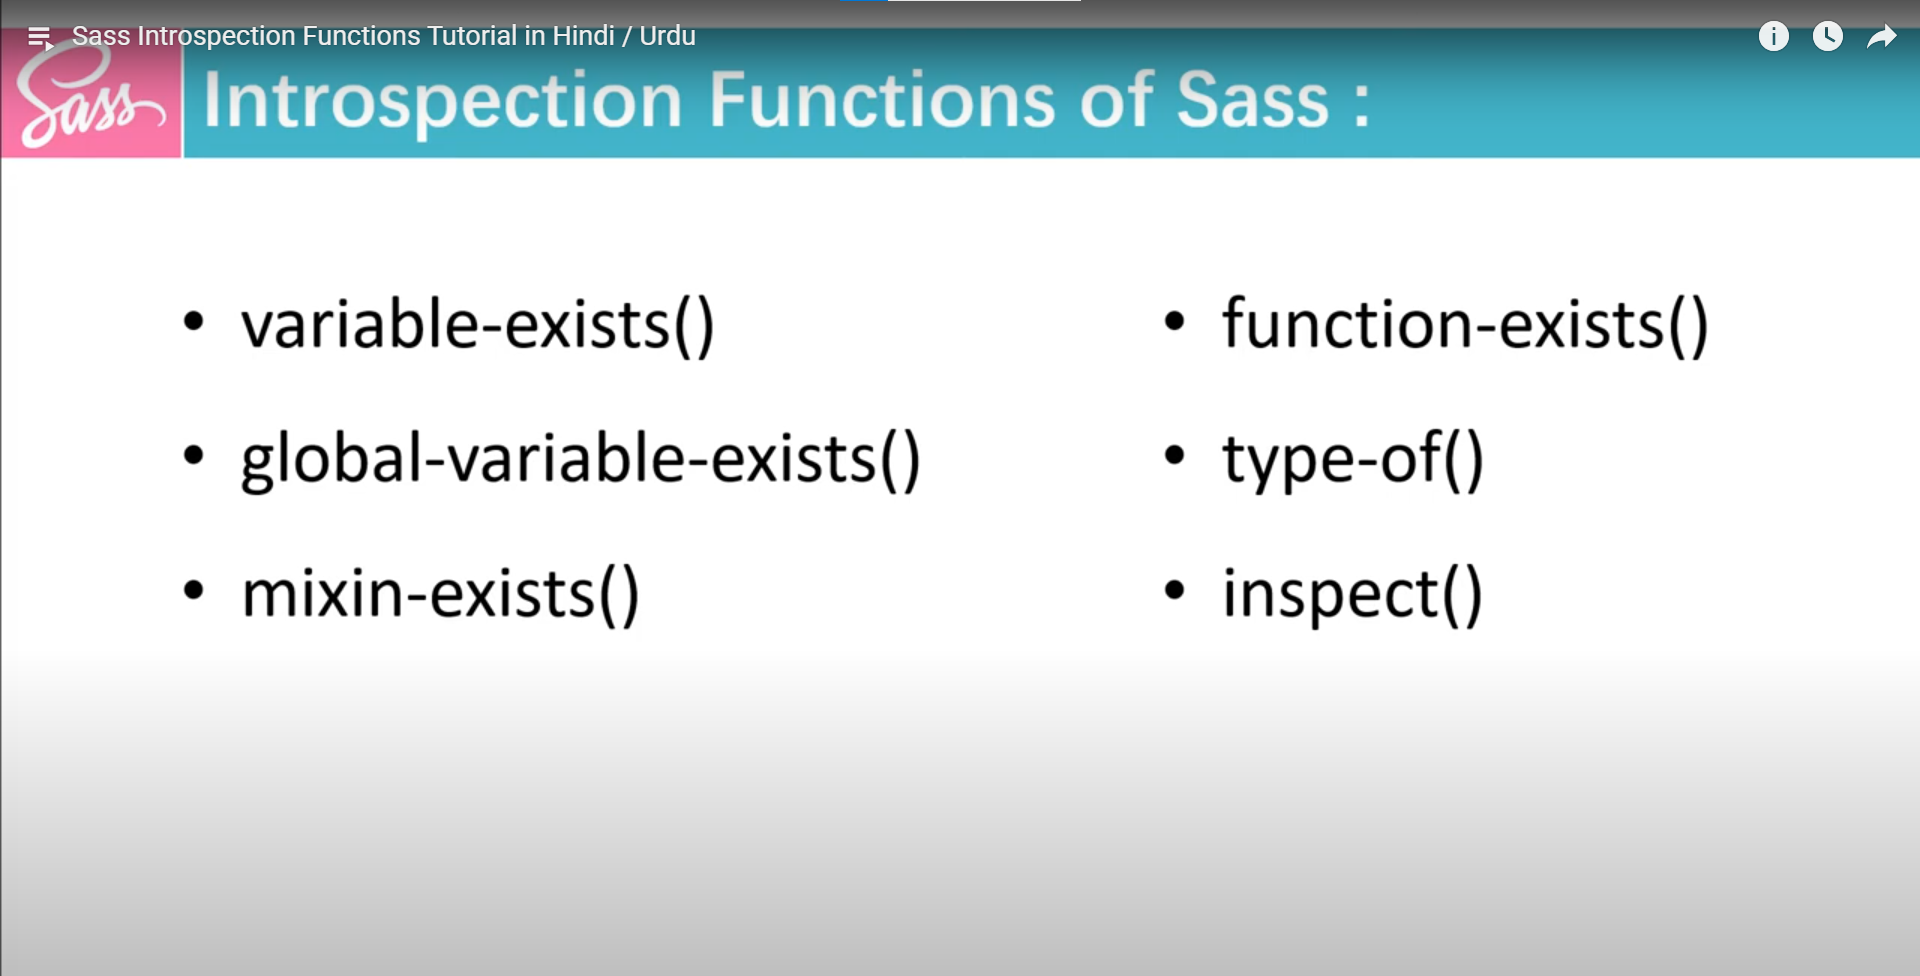 Sass Introspection Functions Tutorial in Hindi / Urdu
Sass
Introspection Functions of Sass :
• variable-exists()
• global-variable-exists()
• mixin-exists()
• function-exists()
• type-of()
• inspect()